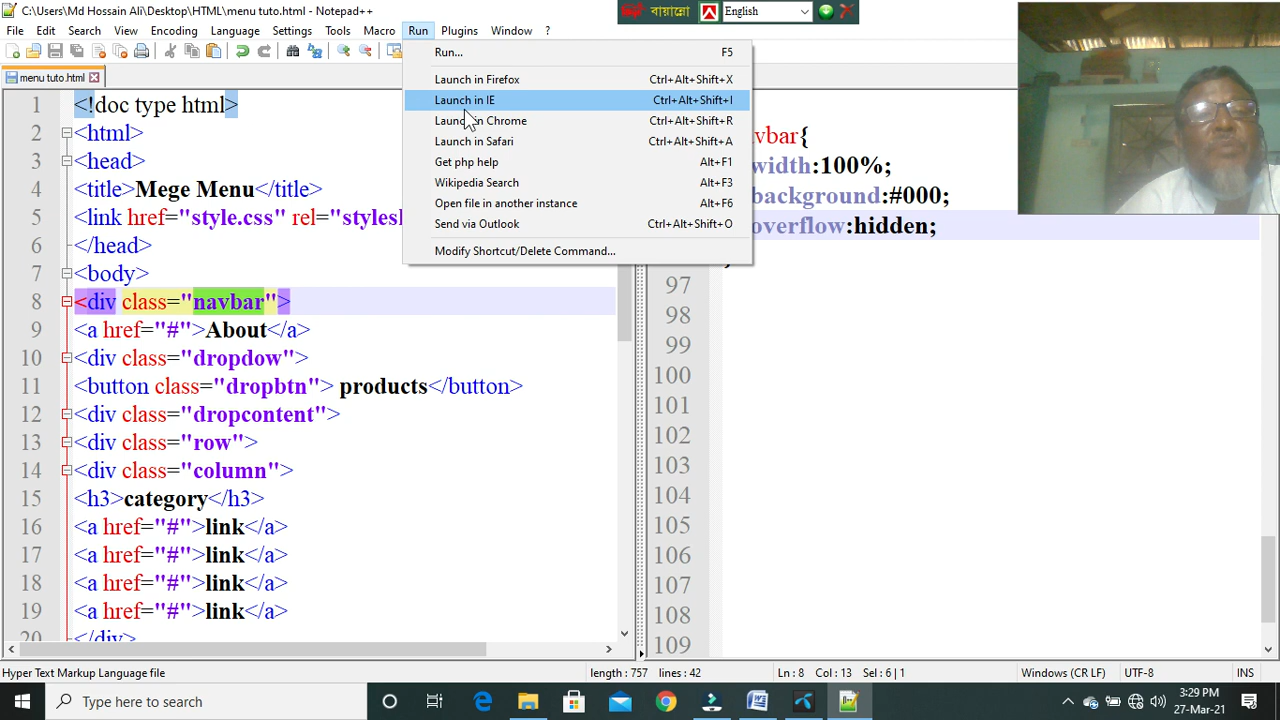 C:\Users\Md Hossain Ali\Desktop\HTML\menu tuto.html - Notepad++
বায়ান্নো English
File Edit Search View Encoding Language Settings Tools Macro Run Plugins Window ?
Run... F5
Launch in Firefox Ctrl+Alt+Shift+X
Launch in IE Ctrl+Alt+Shift+I
Launch in Chrome Ctrl+Alt+Shift+R
Launch in Safari Ctrl+Alt+Shift+A
Get php help Alt+F1
Wikipedia Search Alt+F3
Open file in another instance Alt+F6
Send via Outlook Ctrl+Alt+Shift+O
Modify Shortcut/Delete Command...
menu tuto.html
1 <!doc type html>
2 <html>
3 <head>
4 <title>Mege Menu</title>
5 <link href="style.css" rel="styles
6 </head>
7 <body>
8 <div class="navbar">
9 <a href="#">About</a>
10 <div class="dropdow">
11 <button class="dropbtn"> products</button>
12 <div class="dropcontent">
13 <div class="row">
14 <div class="column">
15 <h3>category</h3>
16 <a href="#">link</a>
17 <a href="#">link</a>
18 <a href="#">link</a>
19 <a href="#">link</a>
20 </div>
vbar{
width:100%;
background:#000;
overflow:hidden;
97
98
99
100
101
102
103
104
105
106
107
108
109
Hyper Text Markup Language file length : 757 lines : 42 Ln : 8 Col : 13 Sel : 6 | 1 Windows (CR LF) UTF-8 INS
Type here to search
3:29 PM
27-Mar-21